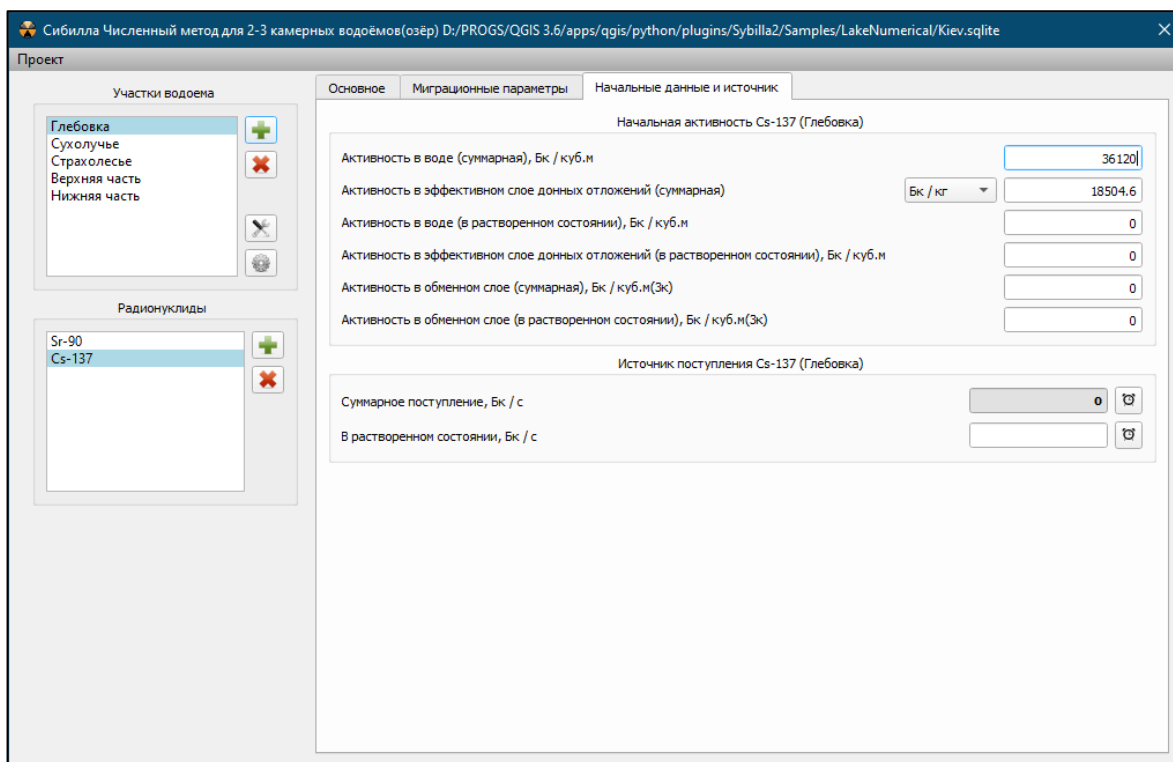 Сибилла Численный метод для 2-3 камерных водоёмов(озёр) D:/PROGS/QGIS 3.6/apps/qgis/python/plugins/Sybilla2/Samples/LakeNumerical/Kiev.sqlite
Проект
Участки водоема
Глебовка
Сухолучье
Страхолесье
Верхняя часть
Нижняя часть
Радионуклиды
Sr-90
Cs-137
Основное Миграционные параметры Начальные данные и источник
Начальная активность Cs-137 (Глебовка)
Активность в воде (суммарная), Бк / куб.м 36120
Активность в эффективном слое донных отложений (суммарная) Бк / кг 18504.6
Активность в воде (в растворенном состоянии), Бк / куб.м 0
Активность в эффективном слое донных отложений (в растворенном состоянии), Бк / куб.м 0
Активность в обменном слое (суммарная), Бк / куб.м(3к) 0
Активность в обменном слое (в растворенном состоянии), Бк / куб.м(3к) 0
Источник поступления Cs-137 (Глебовка)
Суммарное поступление, Бк / с 0
В растворенном состоянии, Бк / с